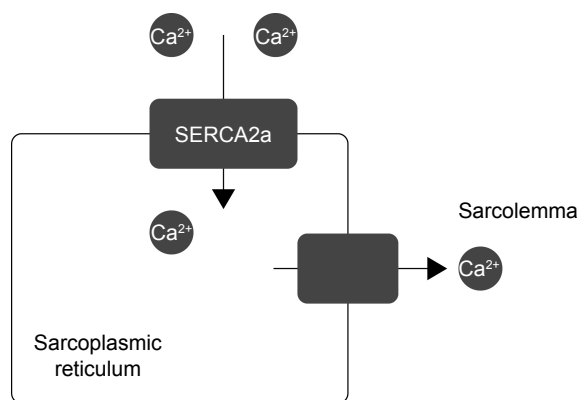 Ca²⁺ Ca²⁺
SERCA2a
Ca²⁺
Sarcolemma
Ca²⁺
Sarcoplasmic
reticulum